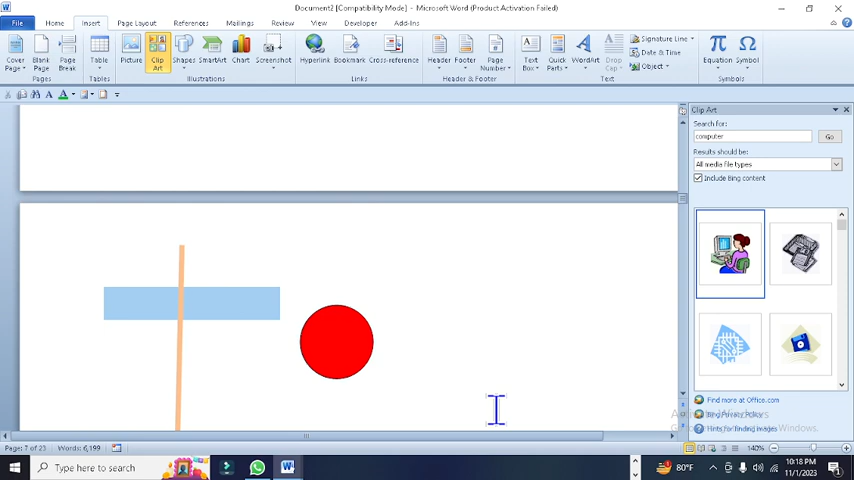 Document2 [Compatibility Mode] - Microsoft Word (Product Activation Failed)
File Home Insert Page Layout References Mailings Review View Developer Add-Ins
Cover Page Blank Page Page Break
Pages
Table
Tables
Picture Clip Art Shapes SmartArt Chart Screenshot
Illustrations
Hyperlink Bookmark Cross-reference
Links
Header Footer Page Number
Header & Footer
Text Box Quick Parts WordArt Drop Cap
Signature Line
Date & Time
Object
Text
Equation Symbol
Symbols
Clip Art
Search for:
computer
Go
Results should be:
All media file types
Include Bing content
Find more at Office.com
Hints for finding images
Page: 7 of 23 Words: 6,199
140%
Type here to search
80°F
10:18 PM
11/1/2023